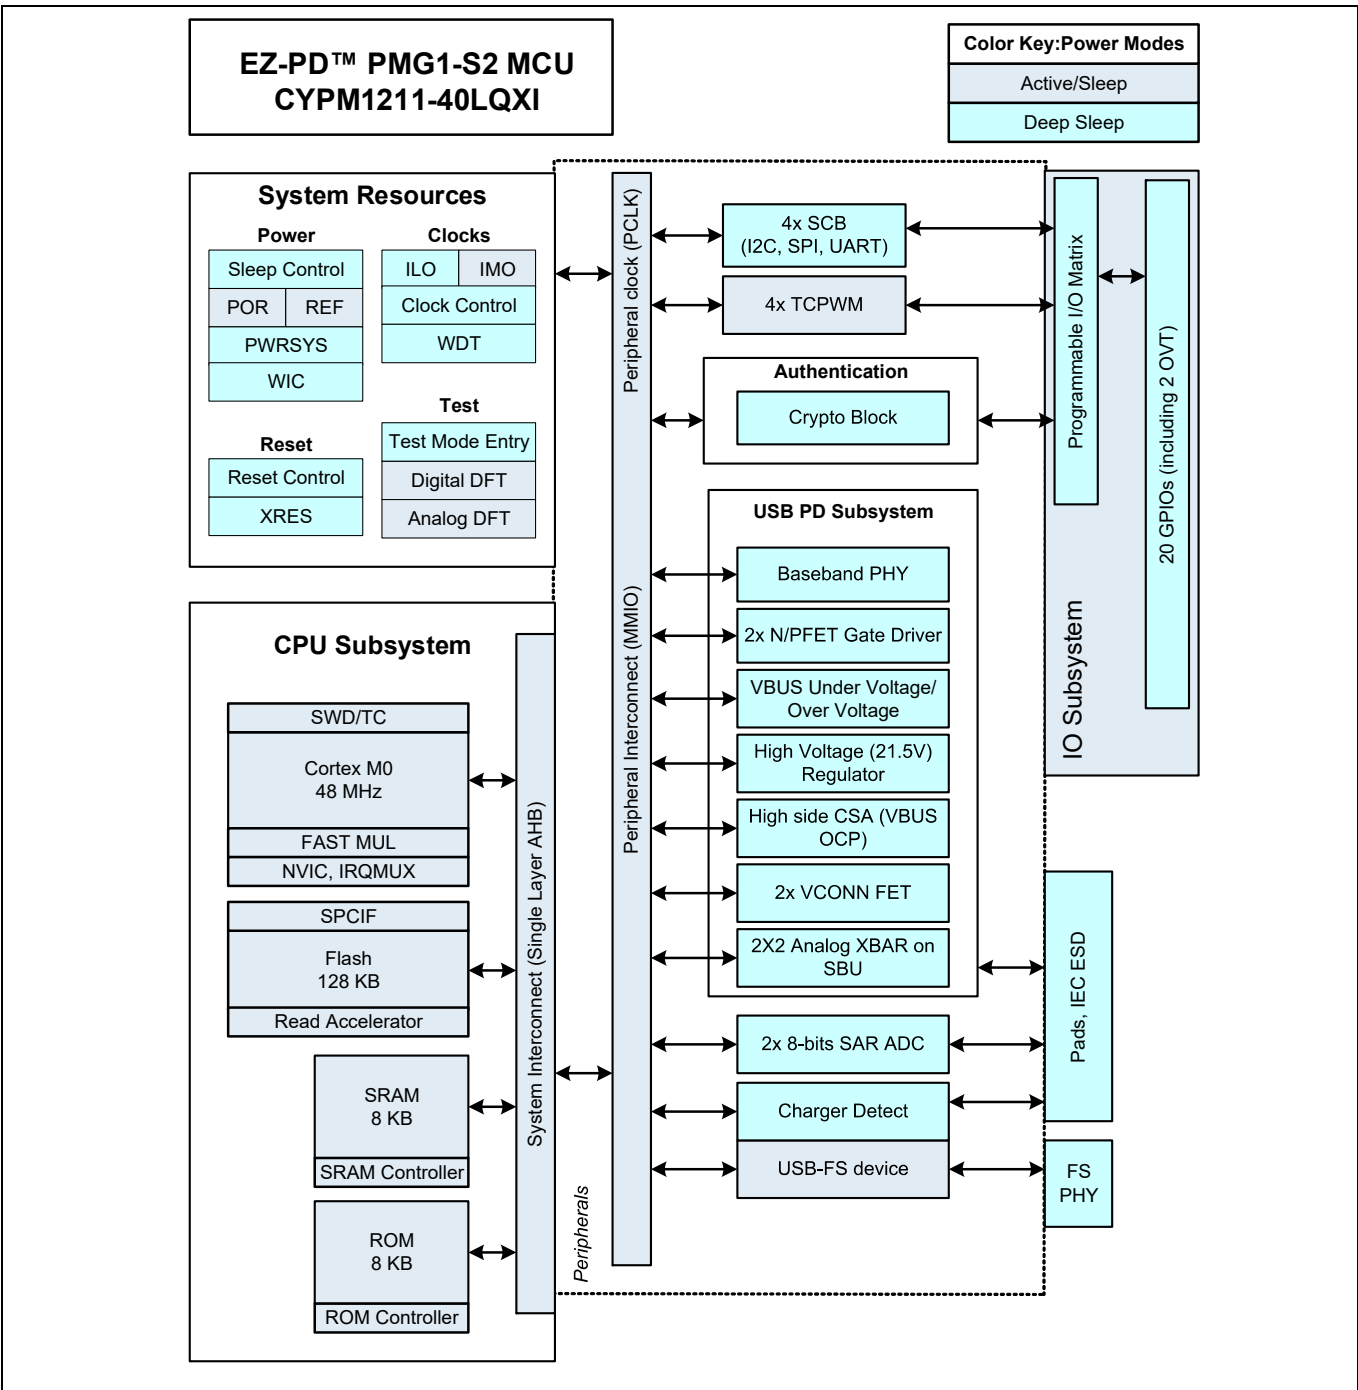 EZ-PD™ PMG1-S2 MCU
CYPM1211-40LQXI
Color Key:Power Modes
Active/Sleep
Deep Sleep
System Resources
Power
Sleep Control
POR
REF
PWRSYS
WIC
Clocks
ILO
IMO
Clock Control
WDT
Reset
Reset Control
XRES
Test
Test Mode Entry
Digital DFT
Analog DFT
CPU Subsystem
SWD/TC
Cortex M0
48 MHz
FAST MUL
NVIC, IRQMUX
SPCIF
Flash
128 KB
Read Accelerator
SRAM
8 KB
SRAM Controller
ROM
8 KB
ROM Controller
System Interconnect (Single Layer AHB)
Peripherals
Peripheral clock (PCLK)
Peripheral Interconnect (MMIO)
4x SCB
(I2C, SPI, UART)
4x TCPWM
Authentication
Crypto Block
USB PD Subsystem
Baseband PHY
2x N/PFET Gate Driver
VBUS Under Voltage/
Over Voltage
High Voltage (21.5V)
Regulator
High side CSA (VBUS
OCP)
2x VCONN FET
2X2 Analog XBAR on
SBU
2x 8-bits SAR ADC
Charger Detect
USB-FS device
Programmable I/O Matrix
20 GPIOs (including 2 OVT)
IO Subsystem
Pads, IEC ESD
FS
PHY